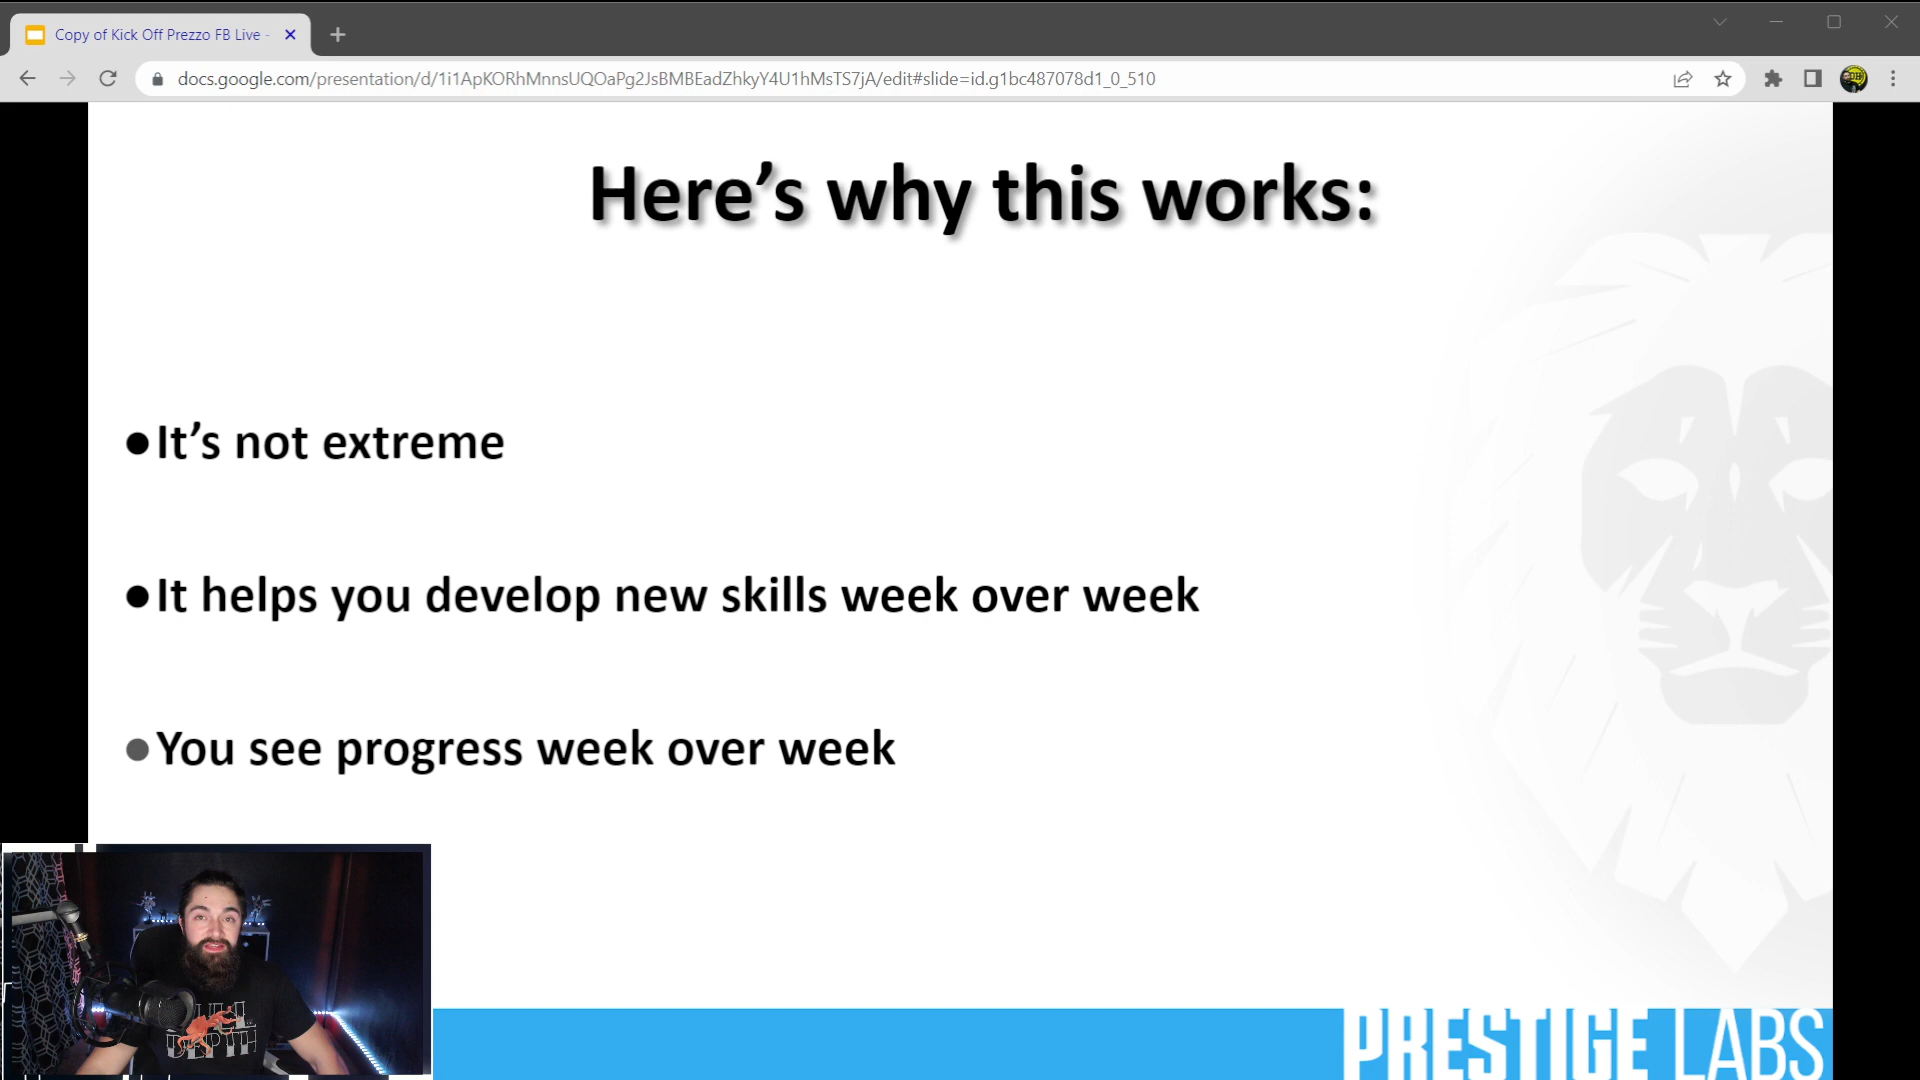 Copy of Kick Off Prezzo FB Live -
docs.google.com/presentation/d/1i1ApKORhMnnsUQOaPg2JsBMBEadZhkyY4U1hMsTS7jA/edit#slide=id.g1bc487078d1_0_510
Here’s why this works:
●It’s not extreme
●It helps you develop new skills week over week
●You see progress week over week
DEPTH
PRESTIGE LABS